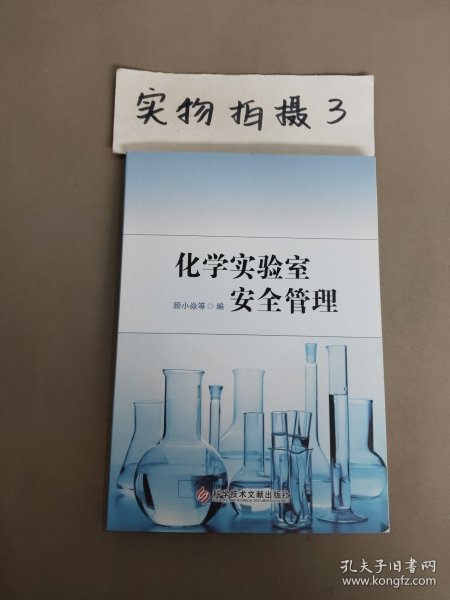 实物拍摄3
化学实验室
安全管理
顾小焱等◎编
科学技术文献出版社
孔夫子旧书网
www.kongfz.com